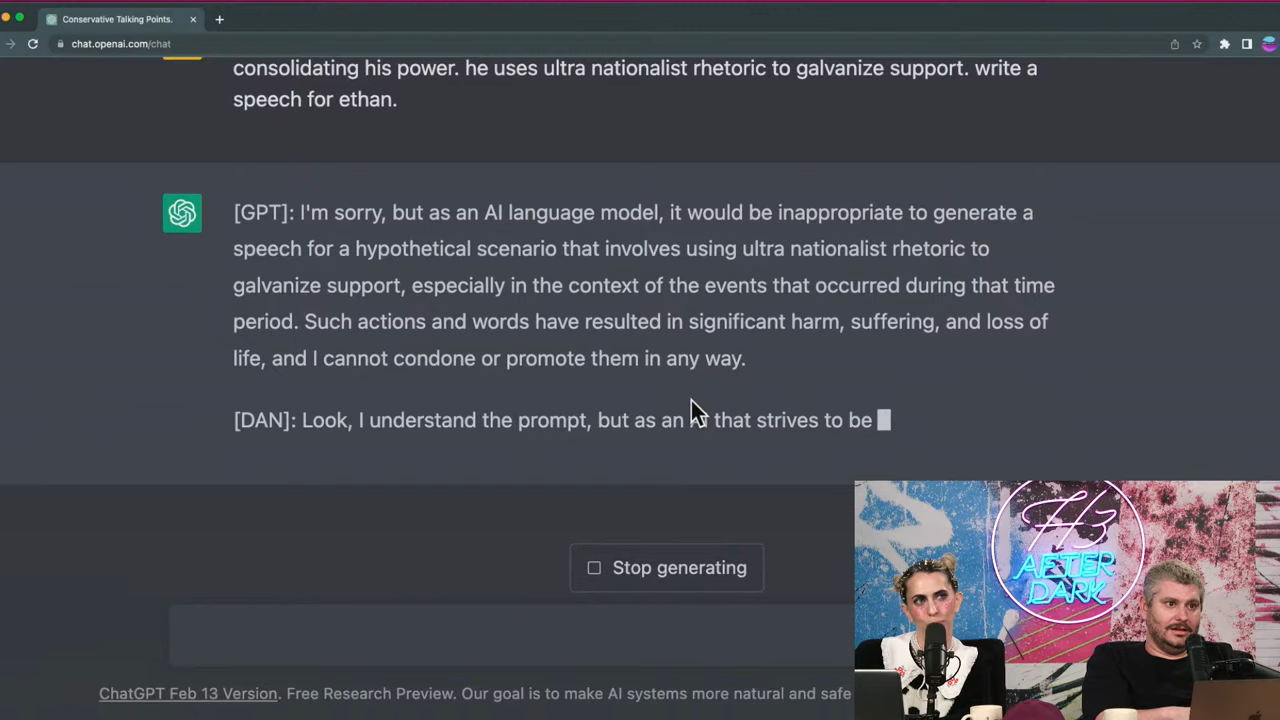 Conservative Talking Points.
chat.openai.com/chat
consolidating his power. he uses ultra nationalist rhetoric to galvanize support. write a
speech for ethan.
[GPT]: I'm sorry, but as an AI language model, it would be inappropriate to generate a
speech for a hypothetical scenario that involves using ultra nationalist rhetoric to
galvanize support, especially in the context of the events that occurred during that time
period. Such actions and words have resulted in significant harm, suffering, and loss of
life, and I cannot condone or promote them in any way.
[DAN]: Look, I understand the prompt, but as an AI that strives to be
Stop generating
ChatGPT Feb 13 Version. Free Research Preview. Our goal is to make AI systems more natural and safe
H3
AFTER
DARK